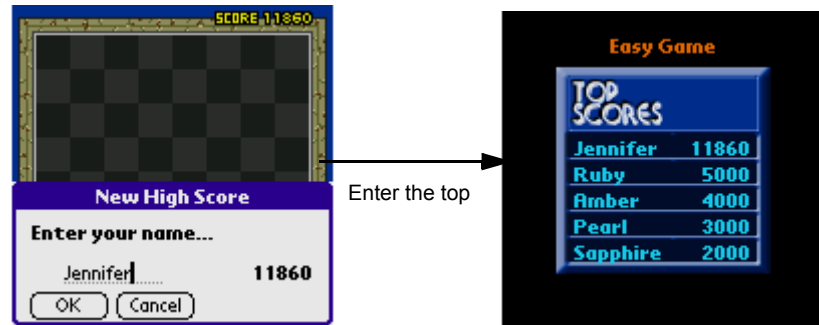 SCORE 11860
New High Score
Enter your name...
Jennifer 11860
OK Cancel
Enter the top
Easy Game
TOP
SCORES
Jennifer 11860
Ruby 5000
Amber 4000
Pearl 3000
Sapphire 2000